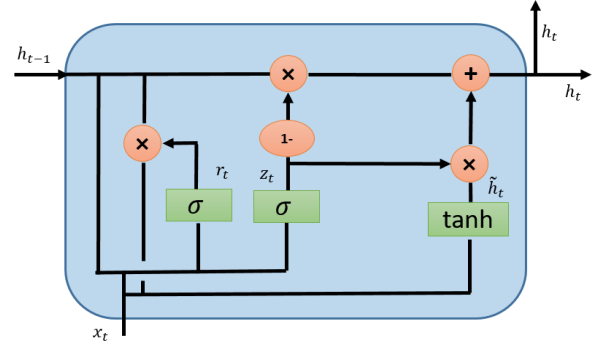 h_t
h_{t-1}
×
+
h_t
1-
×
×
r_t
z_t
h̃_t
σ
σ
tanh
x_t